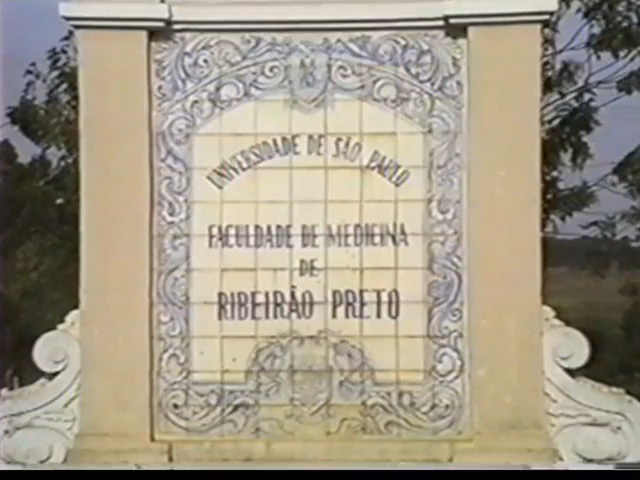 UNIVERSIDADE DE SÃO PAULO
FACULDADE DE MEDICINA
DE
RIBEIRÃO PRETO